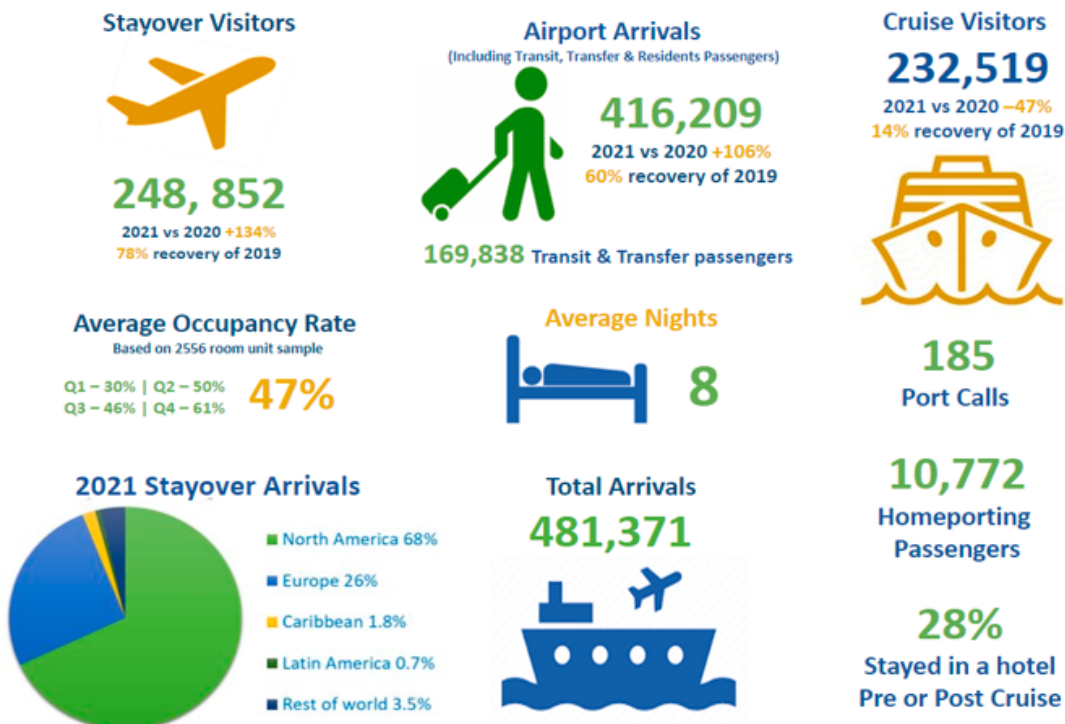 Stayover Visitors
248, 852
2021 vs 2020 +134%
78% recovery of 2019
Airport Arrivals
(Including Transit, Transfer & Residents Passengers)
416,209
2021 vs 2020 +106%
60% recovery of 2019
169,838 Transit & Transfer passengers
Cruise Visitors
232,519
2021 vs 2020 –47%
14% recovery of 2019
185
Port Calls
10,772
Homeporting
Passengers
28%
Stayed in a hotel
Pre or Post Cruise
Average Occupancy Rate
Based on 2556 room unit sample
Q1 – 30% | Q2 – 50%
Q3 – 46% | Q4 – 61%
47%
Average Nights
8
2021 Stayover Arrivals
North America 68%
Europe 26%
Caribbean 1.8%
Latin America 0.7%
Rest of world 3.5%
Total Arrivals
481,371